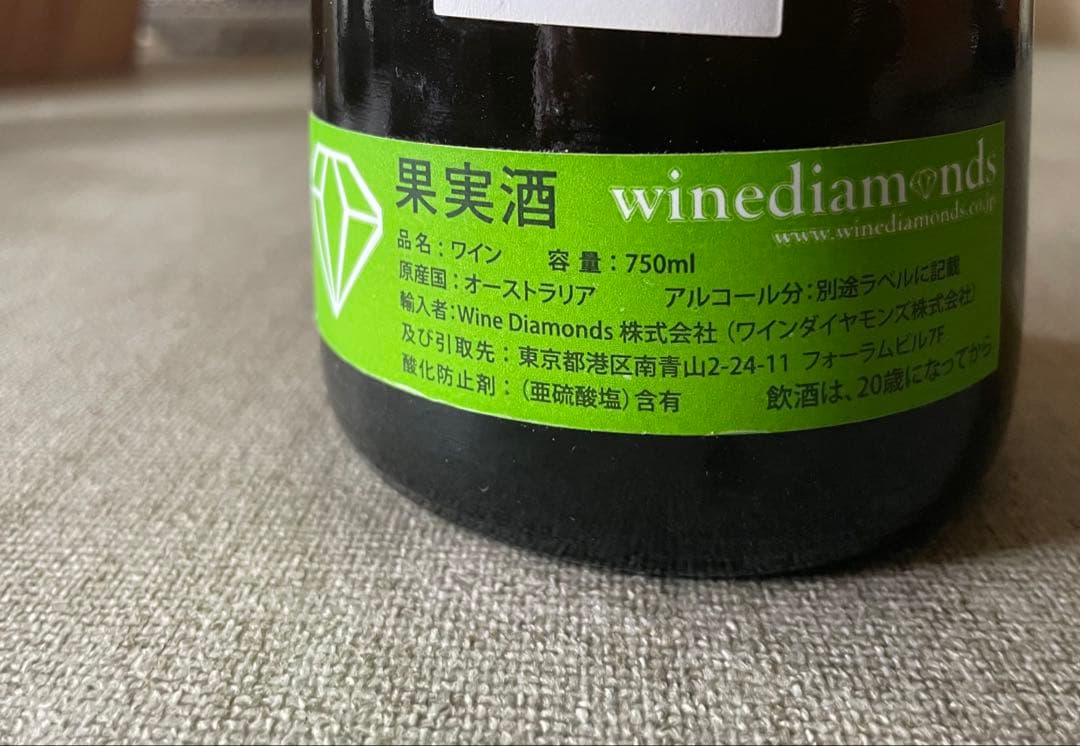 果実酒
winediamonds
www.winediamonds.co.jp
品名：ワイン 容量：750ml
原産国：オーストラリア アルコール分：別途ラベルに記載
輸入者：Wine Diamonds 株式会社（ワインダイヤモンズ株式会社）
及び引取先：東京都港区南青山2-24-11 フォーラムビル7F
酸化防止剤：（亜硫酸塩）含有 飲酒は、20歳になってから